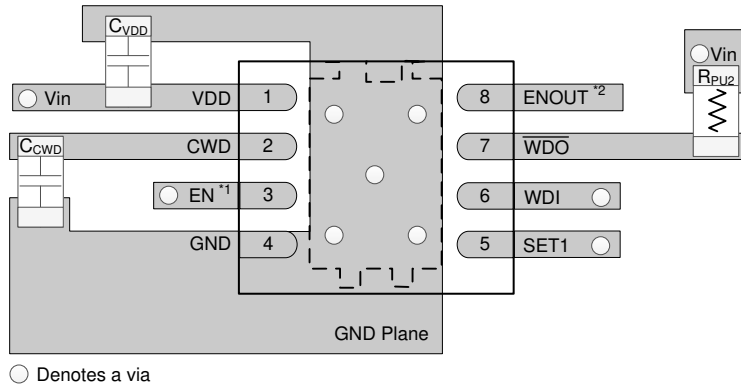 CVDD
Vin
RPU2
Vin
VDD 1
8 ENOUT *2
CCWD
CWD 2
7 WDO
EN *1 3
6 WDI
GND 4
5 SET1
GND Plane
Denotes a via